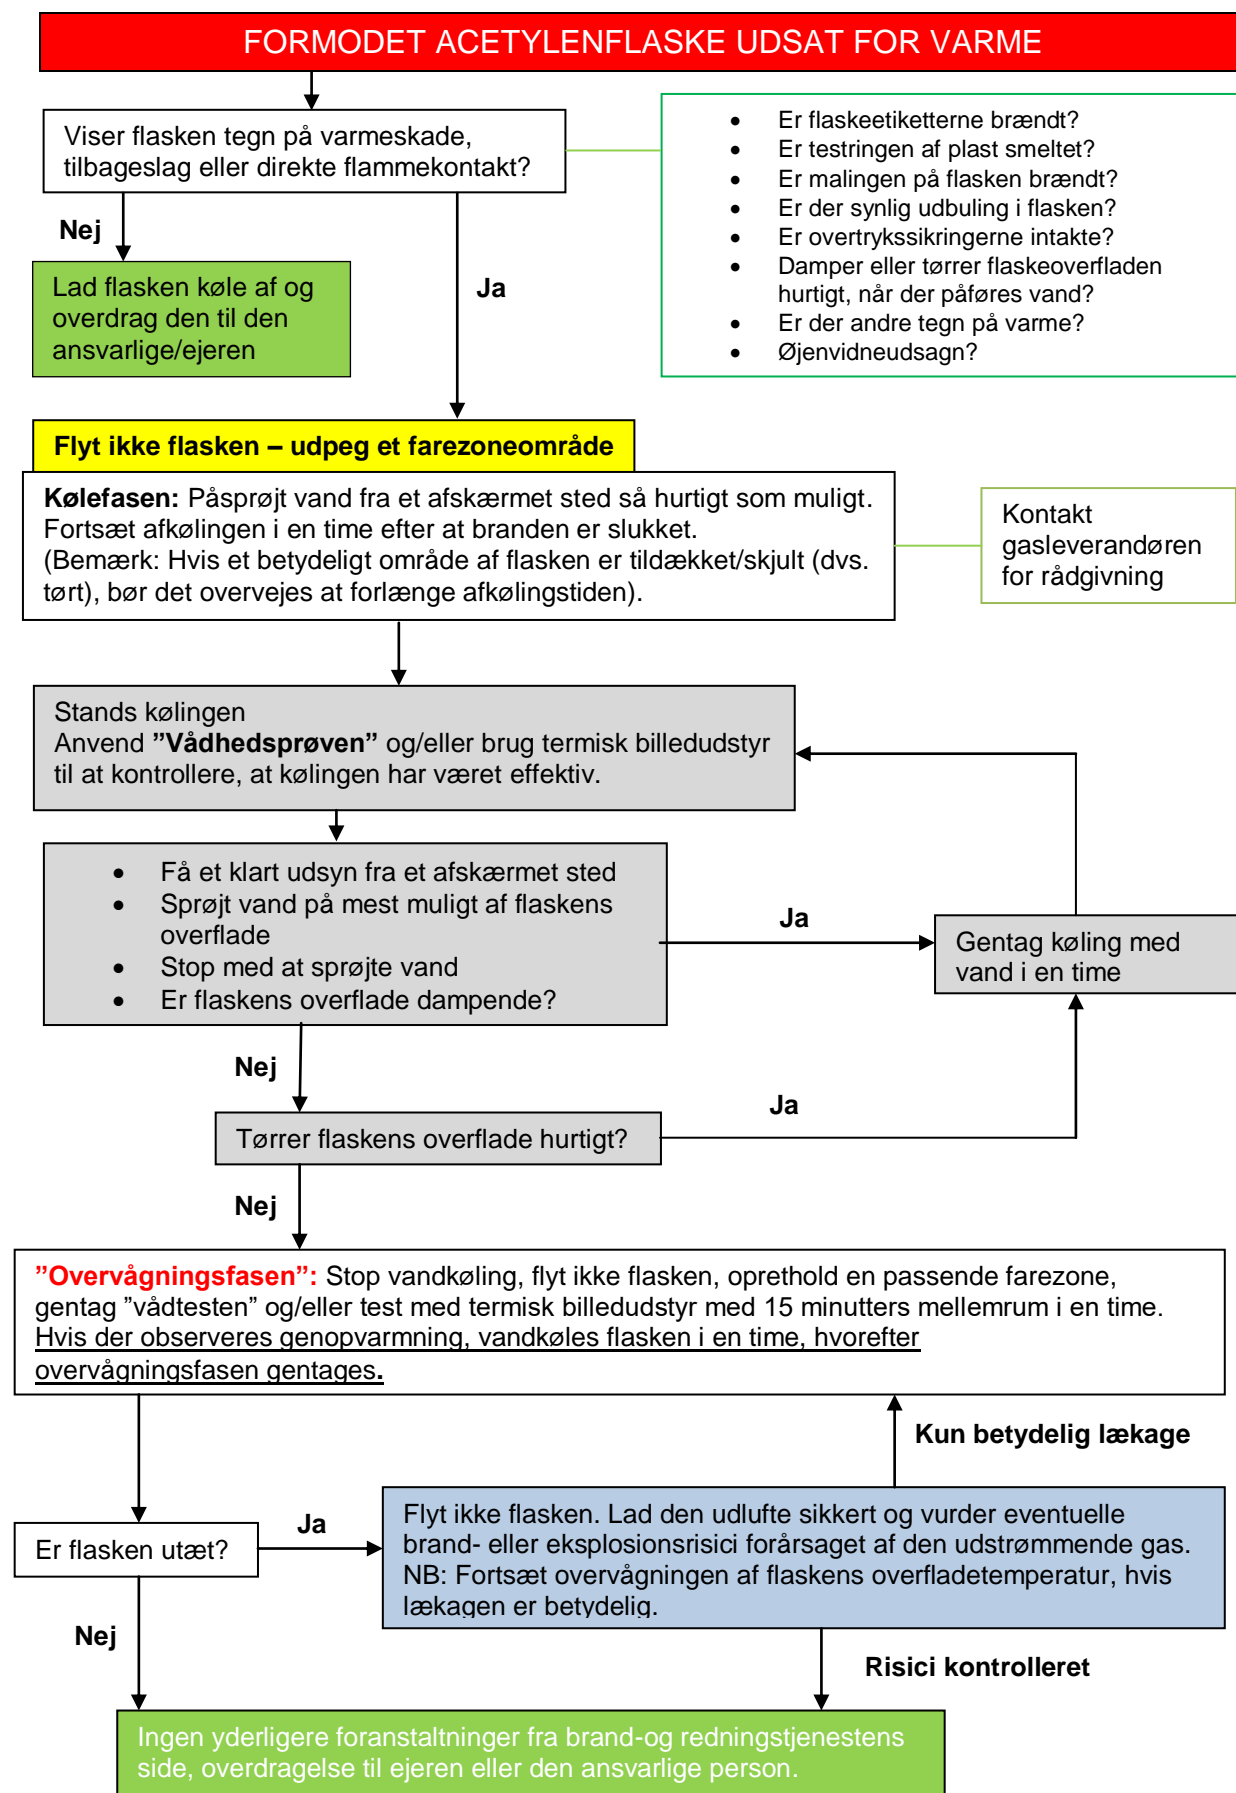 FORMODET ACETYLENFLASKE UDSAT FOR VARME
Viser flasken tegn på varmeskade,
tilbageslag eller direkte flammekontakt?
• Er flaskeetiketterne brændt?
• Er testringen af plast smeltet?
• Er malingen på flasken brændt?
• Er der synlig udbuling i flasken?
• Er overtrykssikringerne intakte?
• Damper eller tørrer flaskeoverfladen
hurtigt, når der påføres vand?
• Er der andre tegn på varme?
• Øjenvidneudsagn?
Nej
Ja
Lad flasken køle af og
overdrag den til den
ansvarlige/ejeren
Flyt ikke flasken – udpeg et farezoneområde
Kølefasen: Påsprøjt vand fra et afskærmet sted så hurtigt som muligt.
Fortsæt afkølingen i en time efter at branden er slukket.
(Bemærk: Hvis et betydeligt område af flasken er tildækket/skjult (dvs.
tørt), bør det overvejes at forlænge afkølingstiden).
Kontakt
gasleverandøren
for rådgivning
Stands kølingen
Anvend ”Vådhedsprøven” og/eller brug termisk billedudstyr
til at kontrollere, at kølingen har været effektiv.
• Få et klart udsyn fra et afskærmet sted
• Sprøjt vand på mest muligt af flaskens
overflade
• Stop med at sprøjte vand
• Er flaskens overflade dampende?
Ja
Gentag køling med
vand i en time
Nej
Ja
Tørrer flaskens overflade hurtigt?
Nej
”Overvågningsfasen”: Stop vandkøling, flyt ikke flasken, oprethold en passende farezone,
gentag ”vådtesten” og/eller test med termisk billedudstyr med 15 minutters mellemrum i en time.
Hvis der observeres genopvarmning, vandkøles flasken i en time, hvorefter
overvågningsfasen gentages.
Kun betydelig lækage
Er flasken utæt?
Ja
Flyt ikke flasken. Lad den udlufte sikkert og vurder eventuelle
brand- eller eksplosionsrisici forårsaget af den udstrømmende gas.
NB: Fortsæt overvågningen af flaskens overfladetemperatur, hvis
lækagen er betydelig.
Nej
Risici kontrolleret
Ingen yderligere foranstaltninger fra brand-og redningstjenestens
side, overdragelse til ejeren eller den ansvarlige person.